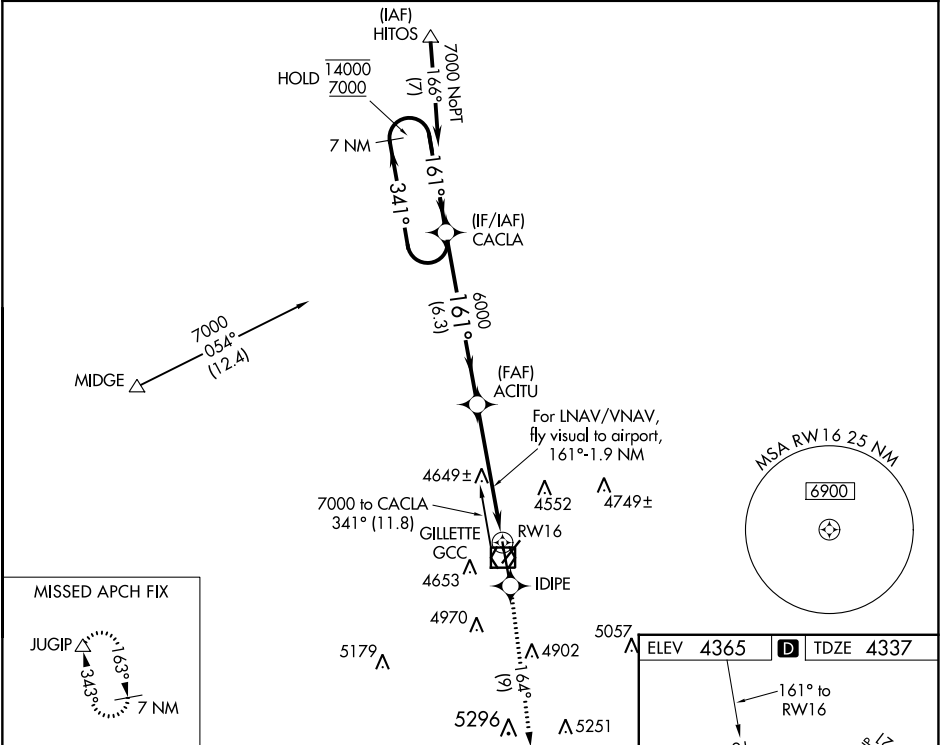 (IAF)
HITOS
7000 NoPT
166°
(7)
HOLD 14000
7000
7 NM
161°
341°
(IF/IAF)
CACLA
6000
161°
(6.3)
7000
054°
(12.4)
MIDGE
(FAF)
ACITU
For LNAV/VNAV,
fly visual to airport,
161°-1.9 NM
MSA RW16 25 NM
6900
4649±
4552
4749±
7000 to CACLA
341° (11.8)
GILLETTE
GCC
RW16
4653
IDIPE
4970
4902
5057
5179
164°
(9)
5296
5251
MISSED APCH FIX
JUGIP
163°
343°
7 NM
ELEV 4365 D TDZE 4337
161° to
RW16